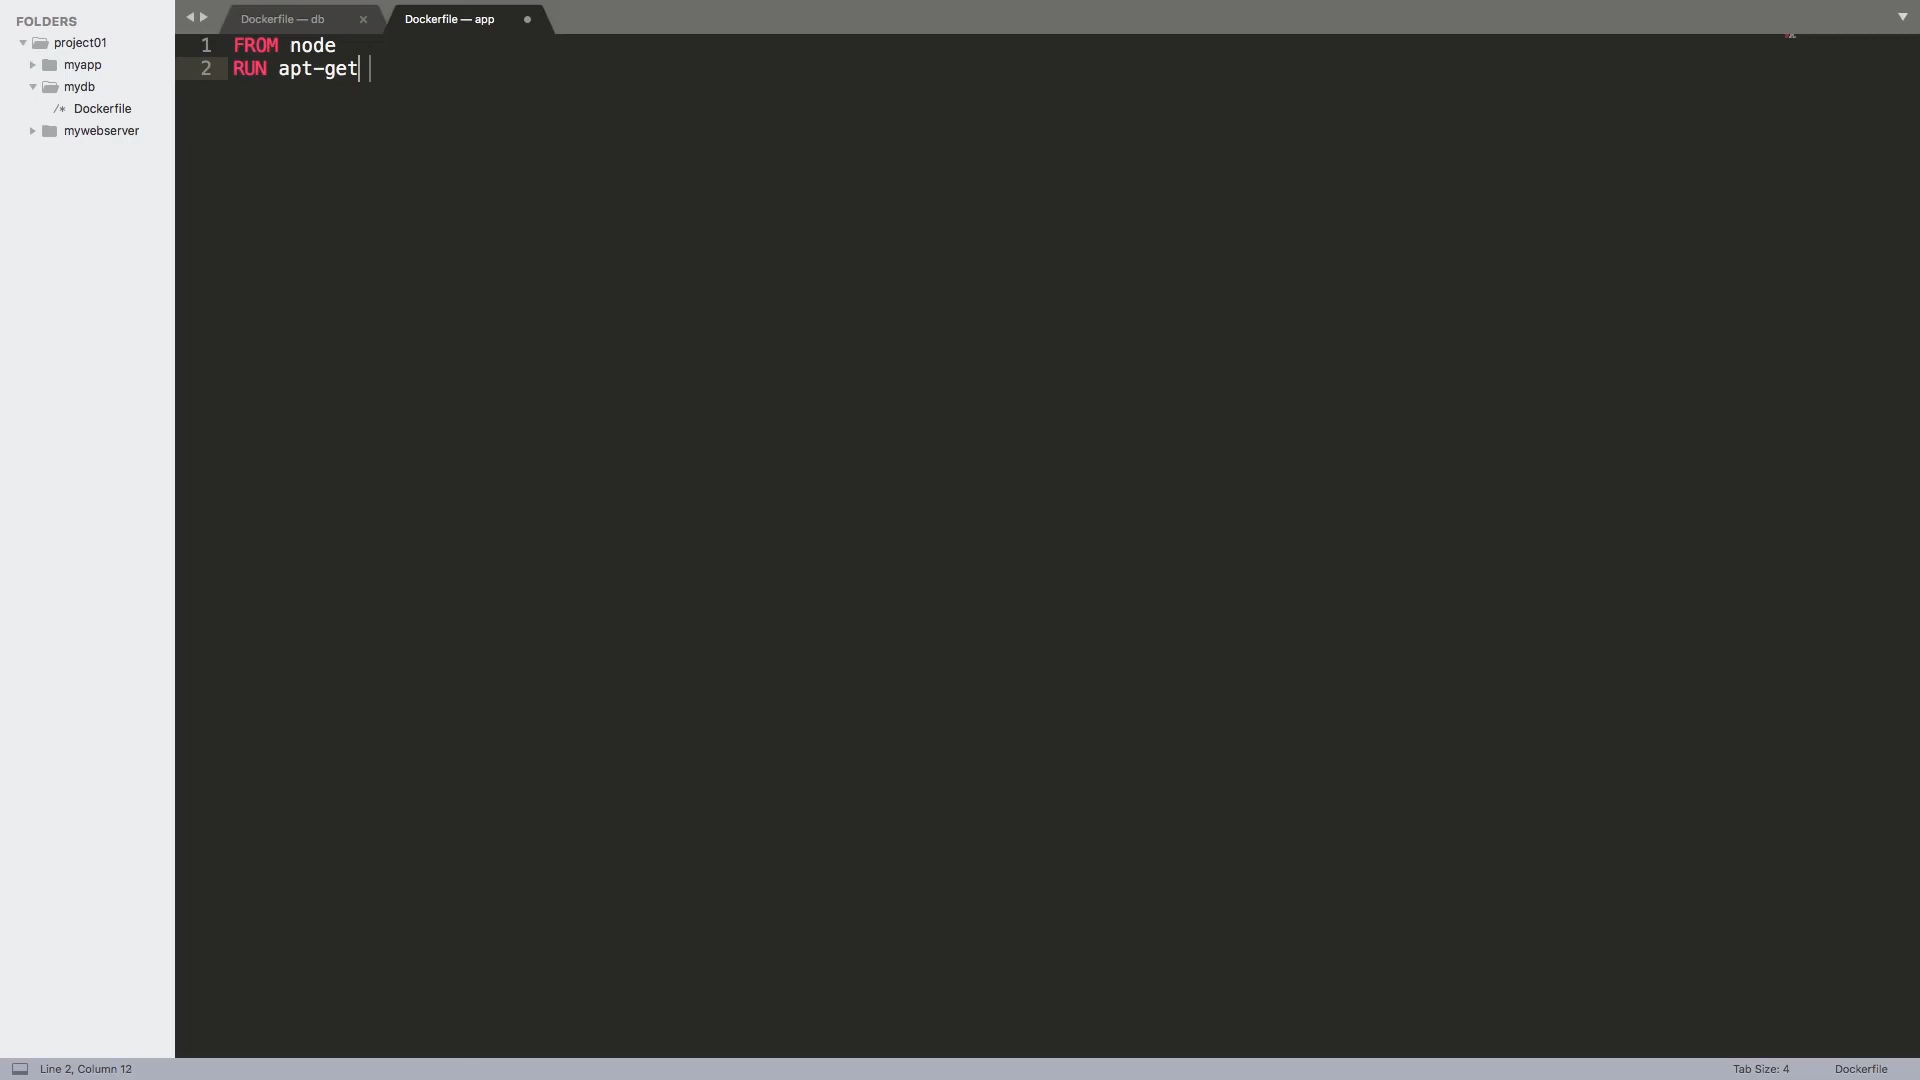 FOLDERS
project01
myapp
mydb
/* Dockerfile
mywebserver
Dockerfile — db
Dockerfile — app
1 FROM node
2 RUN apt-get
Line 2, Column 12
Tab Size: 4
Dockerfile